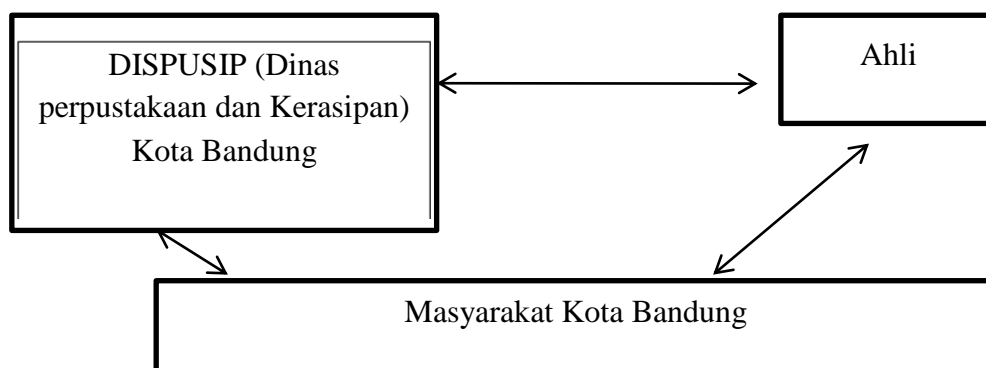 DISPUSIP (Dinas
perpustakaan dan Kerasipan)
Kota Bandung
Ahli
Masyarakat Kota Bandung